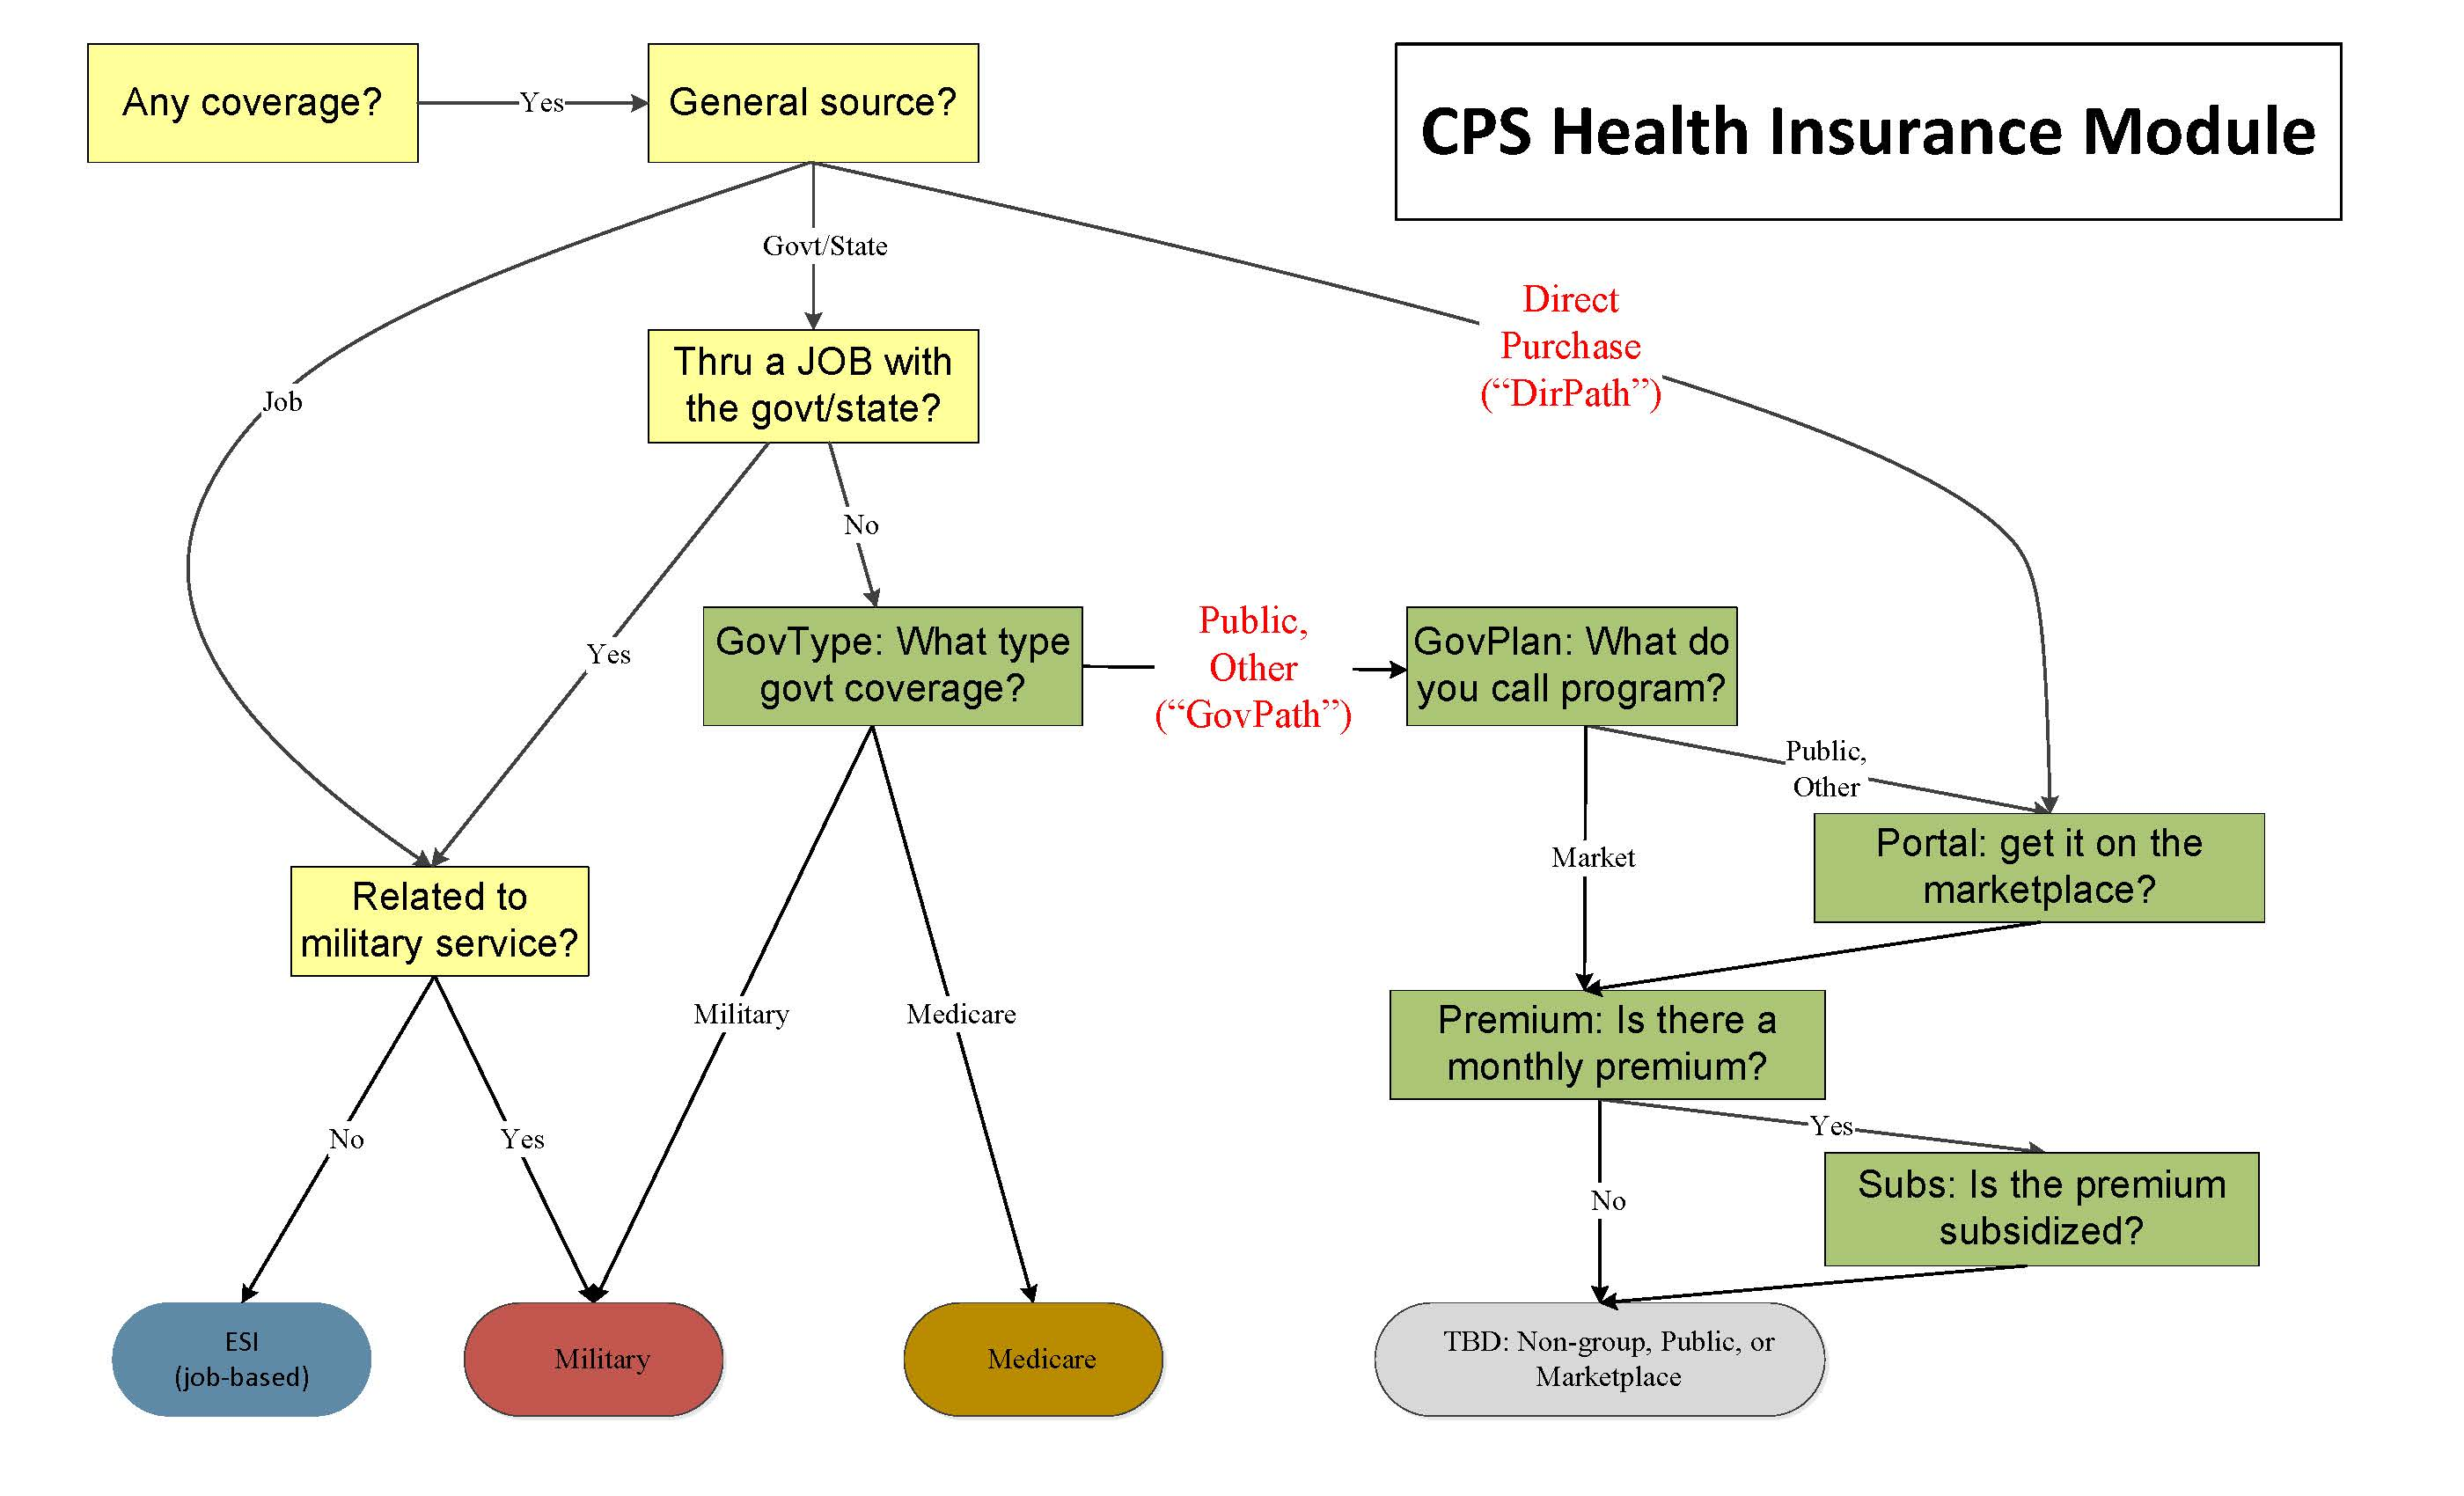 Any coverage?
Yes
General source?
CPS Health Insurance Module
Govt/State
Direct
Purchase
(“DirPath”)
Thru a JOB with
the govt/state?
Job
No
Yes
GovType: What type
govt coverage?
Public,
Other
(“GovPath”)
GovPlan: What do
you call program?
Public,
Other
Market
Portal: get it on the
marketplace?
Related to
military service?
Military
Medicare
Premium: Is there a
monthly premium?
No
Yes
Yes
No
Subs: Is the premium
subsidized?
ESI
(job-based)
Military
Medicare
TBD: Non-group, Public, or
Marketplace